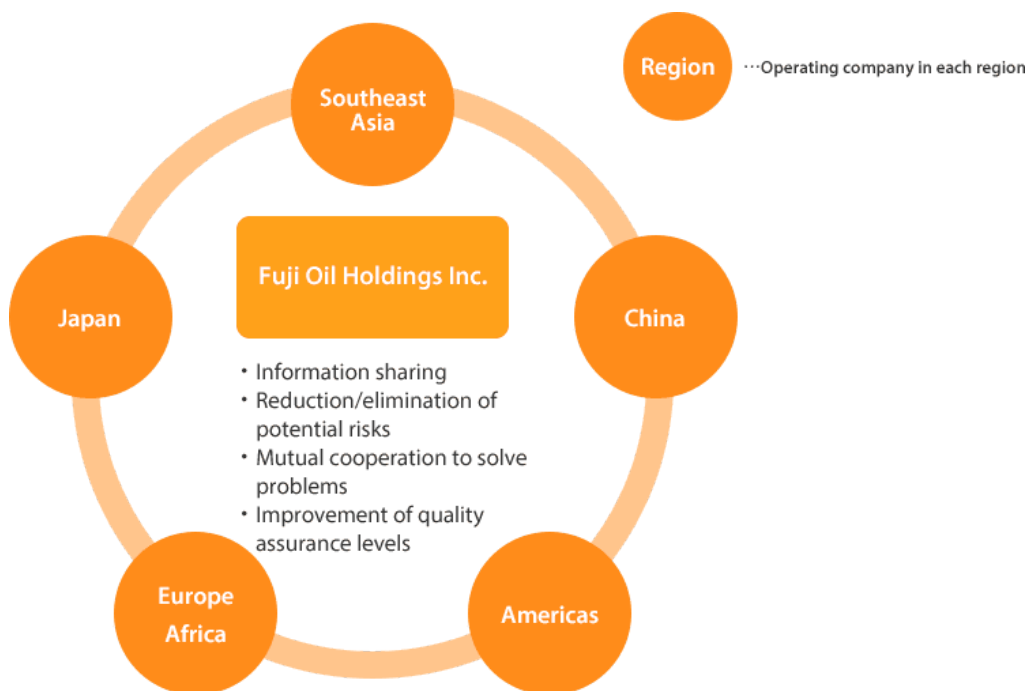 Southeast
Asia
Region
…Operating company in each region
Fuji Oil Holdings Inc.
Japan
China
・Information sharing
・Reduction/elimination of
potential risks
・Mutual cooperation to solve
problems
・Improvement of quality
assurance levels
Europe
Africa
Americas